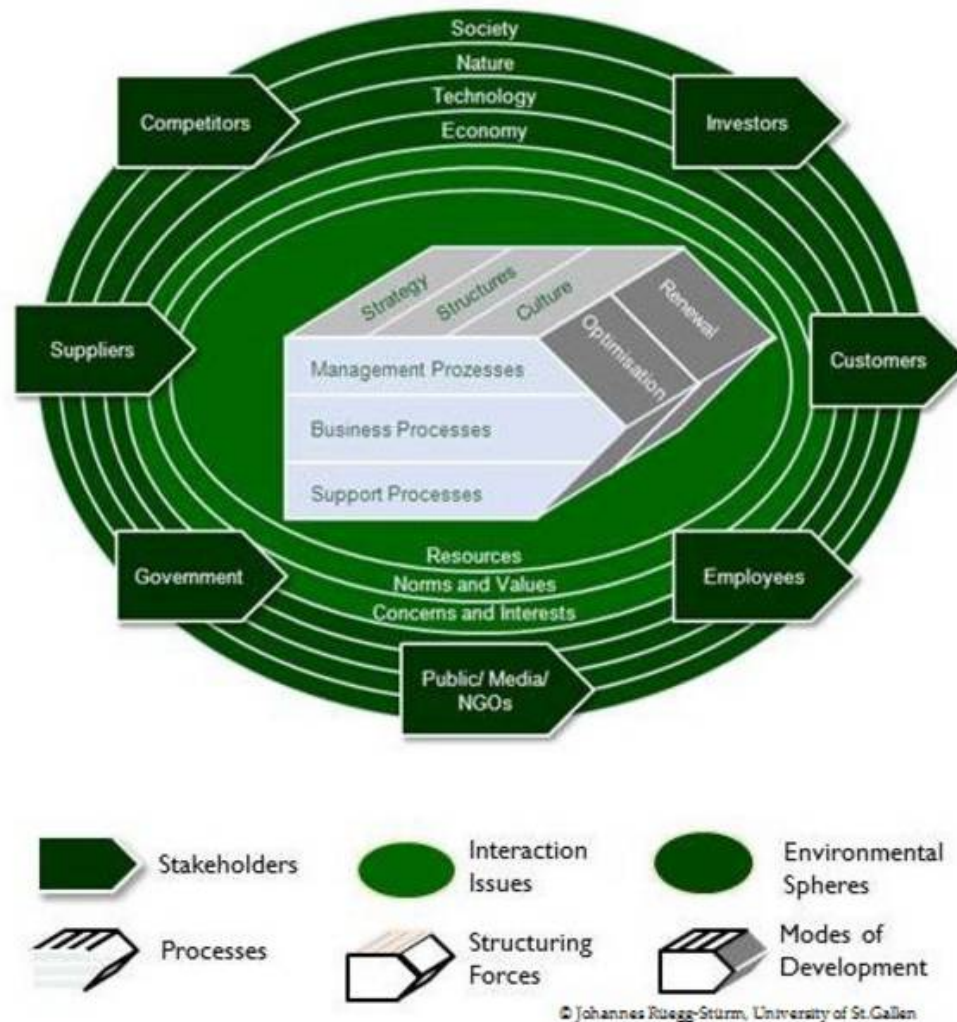 Society
Nature
Technology
Economy
Competitors
Investors
Strategy
Structures
Culture
Renewal
Optimisation
Suppliers
Customers
Management Prozesses
Business Processes
Support Processes
Resources
Norms and Values
Concerns and Interests
Government
Employees
Public/ Media/
NGOs
Stakeholders
Interaction
Issues
Environmental
Spheres
Processes
Structuring
Forces
Modes of
Development
© Johannes Rüegg-Stürm, University of St.Gallen